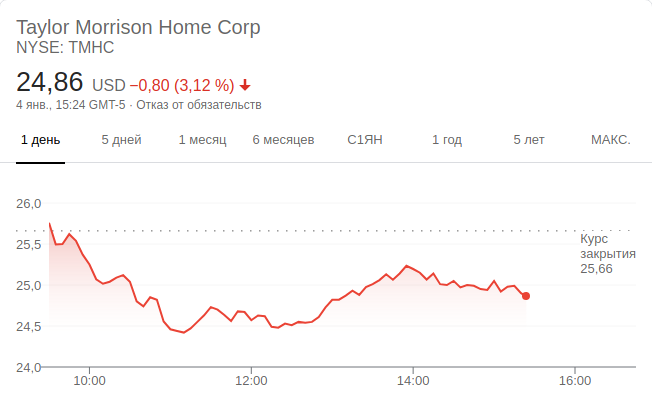 Taylor Morrison Home Corp
NYSE: TMHC
24,86 USD −0,80 (3,12 %)
4 янв., 15:24 GMT-5 · Отказ от обязательств
1 день 5 дней 1 месяц 6 месяцев С1ЯН 1 год 5 лет МАКС.
26,0
Курс
закрытия
25,66
25,5
25,0
24,5
24,0
10:00 12:00 14:00 16:00